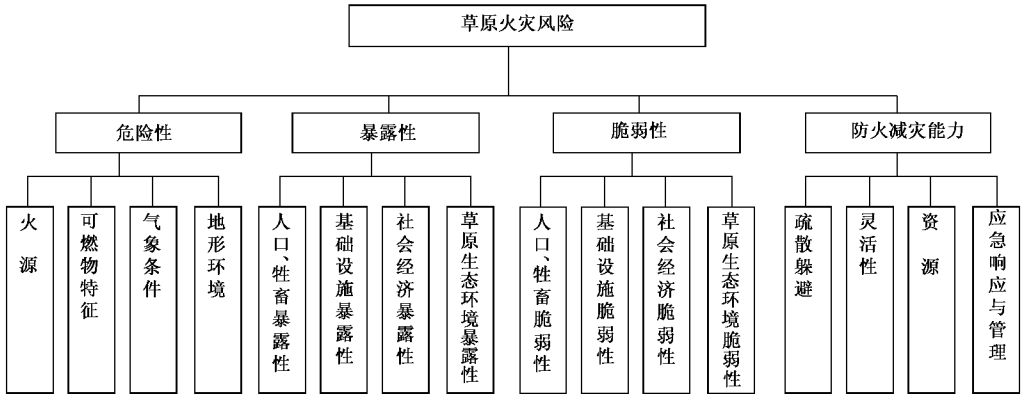 草原火灾风险
危险性
暴露性
脆弱性
防火减灾能力
火源
可燃物特征
气象条件
地形环境
人口、牲畜暴露性
基础设施暴露性
社会经济暴露性
草原生态环境暴露性
人口、牲畜脆弱性
基础设施脆弱性
社会经济脆弱性
草原生态环境脆弱性
疏散躲避
灵活性
资源
应急响应与管理